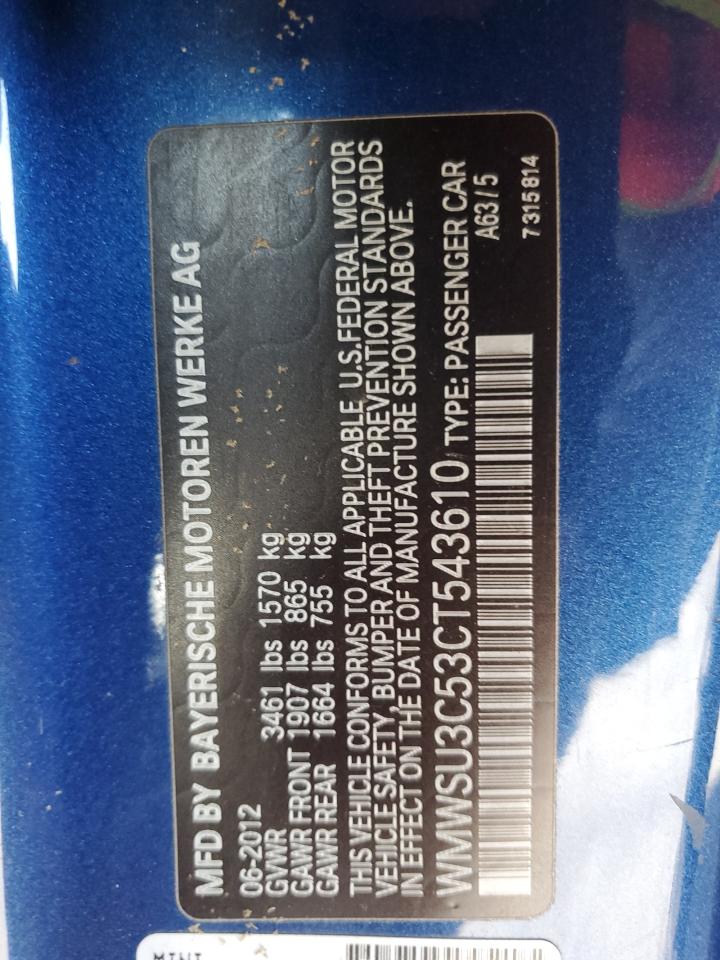 MFD BY BAYERISCHE MOTOREN WERKE AG
06-2012
GVWR 3461 lbs 1570 kg
GAWR FRONT 1907 lbs 865 kg
GAWR REAR 1664 lbs 755 kg
THIS VEHICLE CONFORMS TO ALL APPLICABLE U.S.FEDERAL MOTOR
VEHICLE SAFETY, BUMPER AND THEFT PREVENTION STANDARDS
IN EFFECT ON THE DATE OF MANUFACTURE SHOWN ABOVE.
WMWSU3C53CT543610 TYPE: PASSENGER CAR
A63/5
7315814